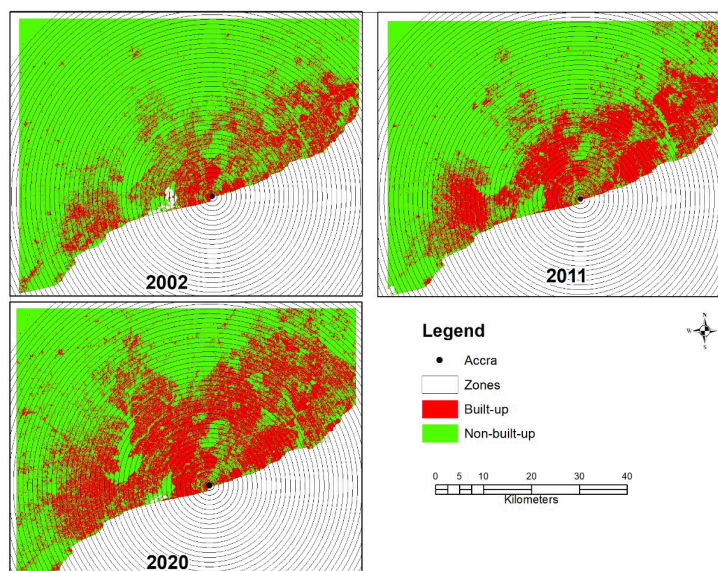 2002
2011
2020
Legend
Accra
Zones
Built-up
Non-built-up
N
W
E
S
0 5 10 20 30 40
Kilometers